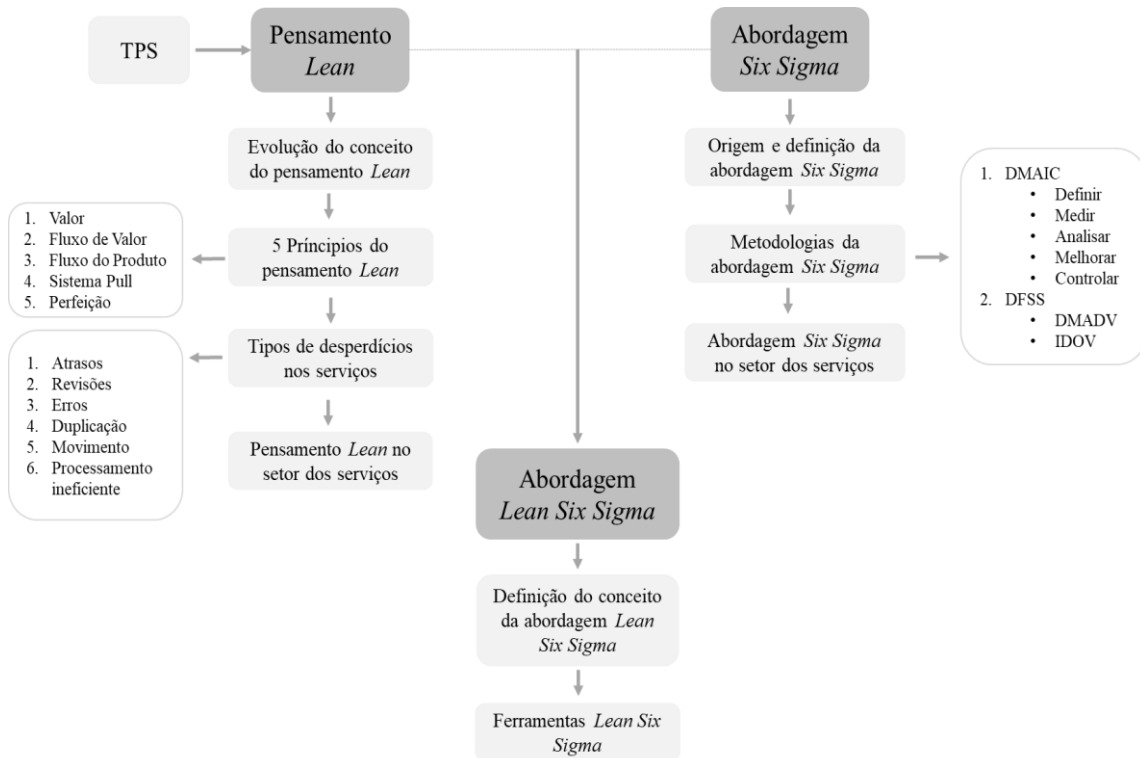 TPS
Pensamento
Lean
Evolução do conceito
do pensamento Lean
5 Príncipios do
pensamento Lean
1. Valor
2. Fluxo de Valor
3. Fluxo do Produto
4. Sistema Pull
5. Perfeição
Tipos de desperdícios
nos serviços
1. Atrasos
2. Revisões
3. Erros
4. Duplicação
5. Movimento
6. Processamento
ineficiente
Pensamento Lean no
setor dos serviços
Abordagem
Six Sigma
Origem e definição da
abordagem Six Sigma
Metodologias da
abordagem Six Sigma
1. DMAIC
• Definir
• Medir
• Analisar
• Melhorar
• Controlar
2. DFSS
• DMADV
• IDOV
Abordagem Six Sigma
no setor dos serviços
Abordagem
Lean Six Sigma
Definição do conceito
da abordagem Lean
Six Sigma
Ferramentas Lean Six
Sigma